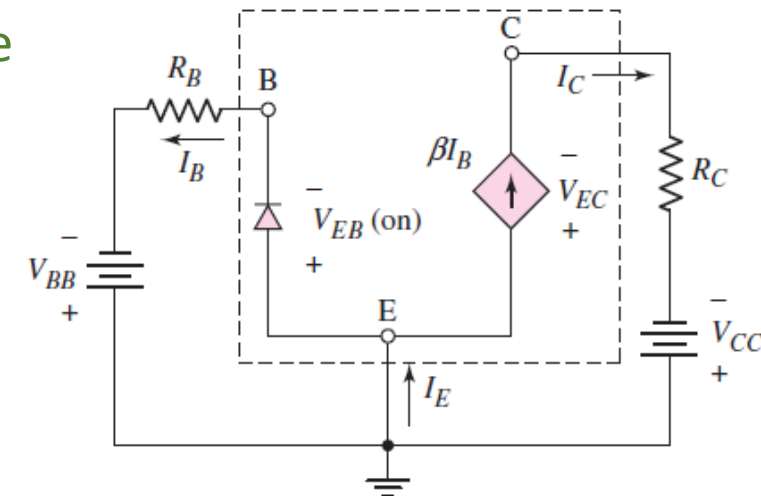 e
C
R_B
B
I_C
I_B
βI_B
−
V_EC
+
R_C
−
V_EB (on)
+
−
V_BB
+
E
−
V_CC
+
I_E